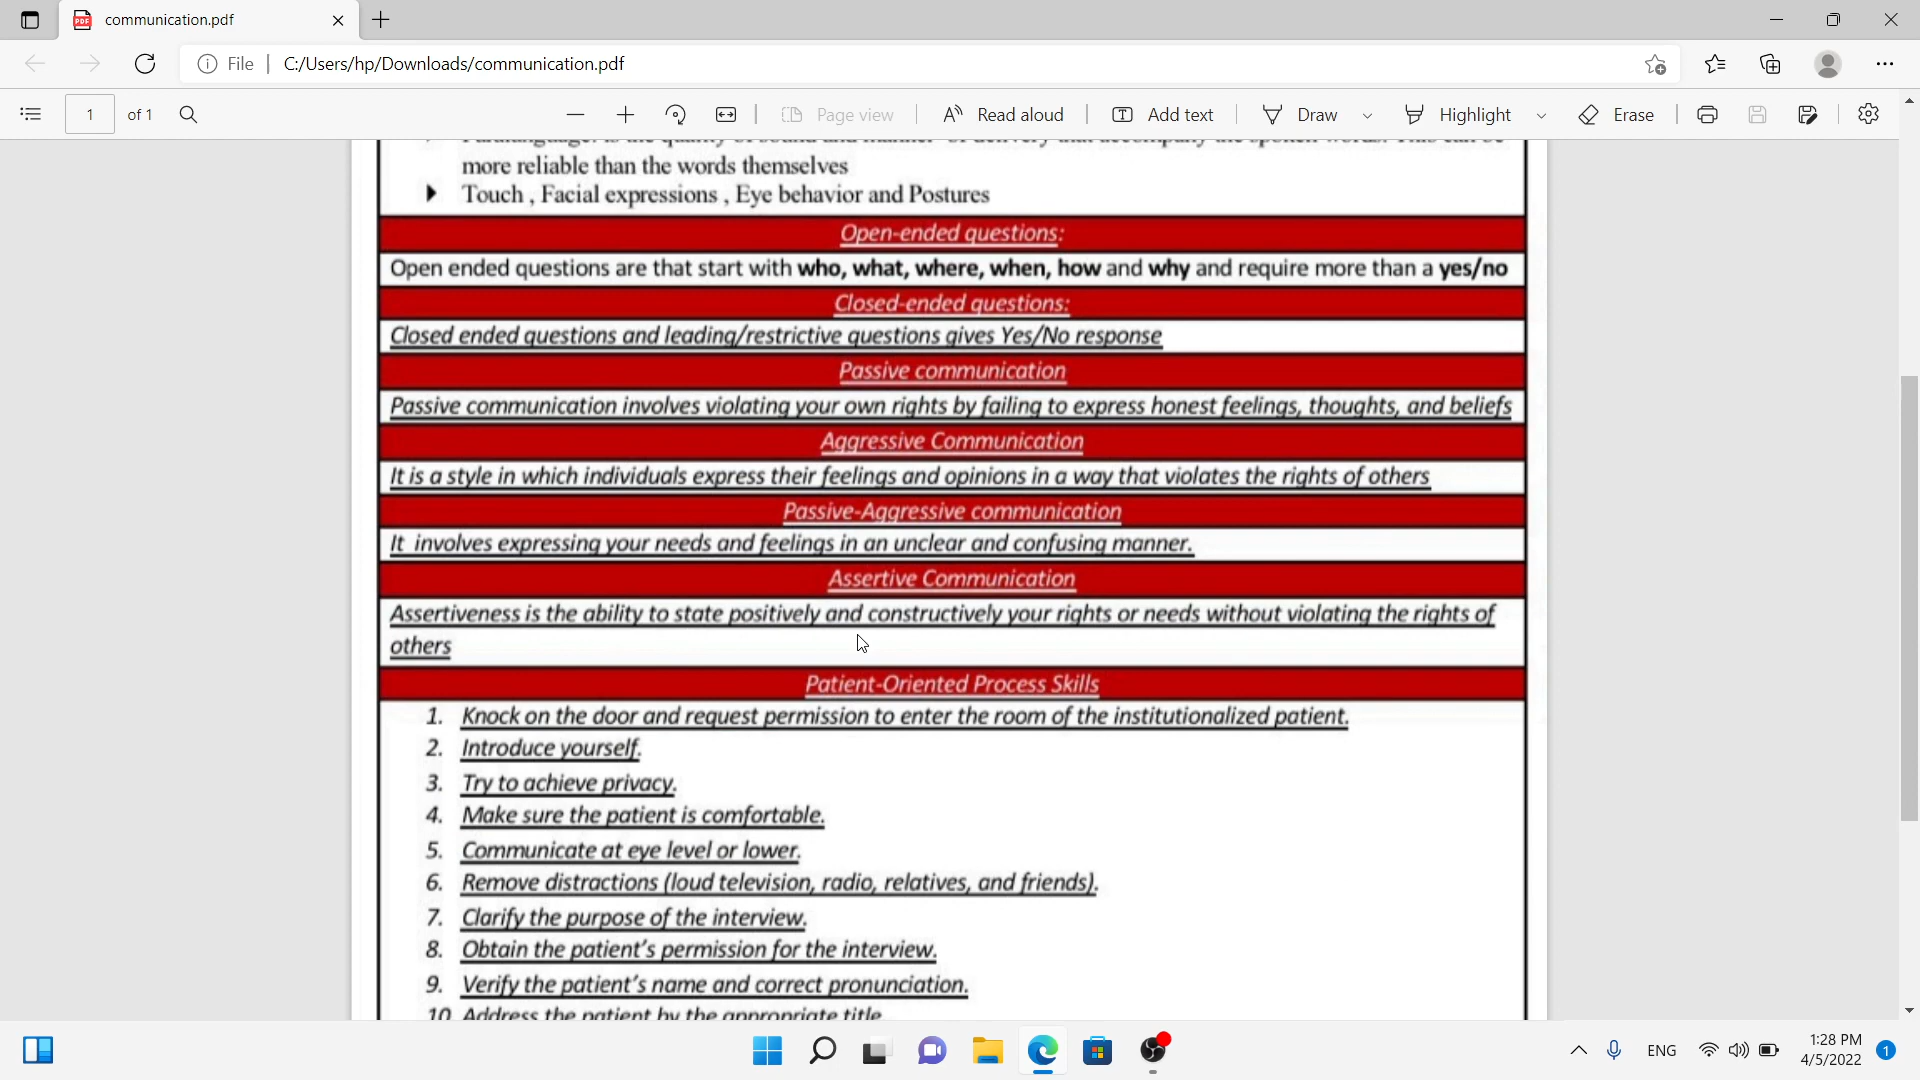 communication.pdf
File
C:/Users/hp/Downloads/communication.pdf
1 of 1
Page view
Read aloud
Add text
Draw
Highlight
Erase
more reliable than the words themselves
Touch , Facial expressions , Eye behavior and Postures
Open-ended questions:
Open ended questions are that start with who, what, where, when, how and why and require more than a yes/no
Closed-ended questions:
Closed ended questions and leading/restrictive questions gives Yes/No response
Passive communication
Passive communication involves violating your own rights by failing to express honest feelings, thoughts, and beliefs
Aggressive Communication
It is a style in which individuals express their feelings and opinions in a way that violates the rights of others
Passive-Aggressive communication
It involves expressing your needs and feelings in an unclear and confusing manner.
Assertive Communication
Assertiveness is the ability to state positively and constructively your rights or needs without violating the rights of
others
Patient-Oriented Process Skills
1. Knock on the door and request permission to enter the room of the institutionalized patient.
2. Introduce yourself.
3. Try to achieve privacy.
4. Make sure the patient is comfortable.
5. Communicate at eye level or lower.
6. Remove distractions (loud television, radio, relatives, and friends).
7. Clarify the purpose of the interview.
8. Obtain the patient's permission for the interview.
9. Verify the patient's name and correct pronunciation.
10. Address the patient by the appropriate title
ENG
1:28 PM
4/5/2022
1